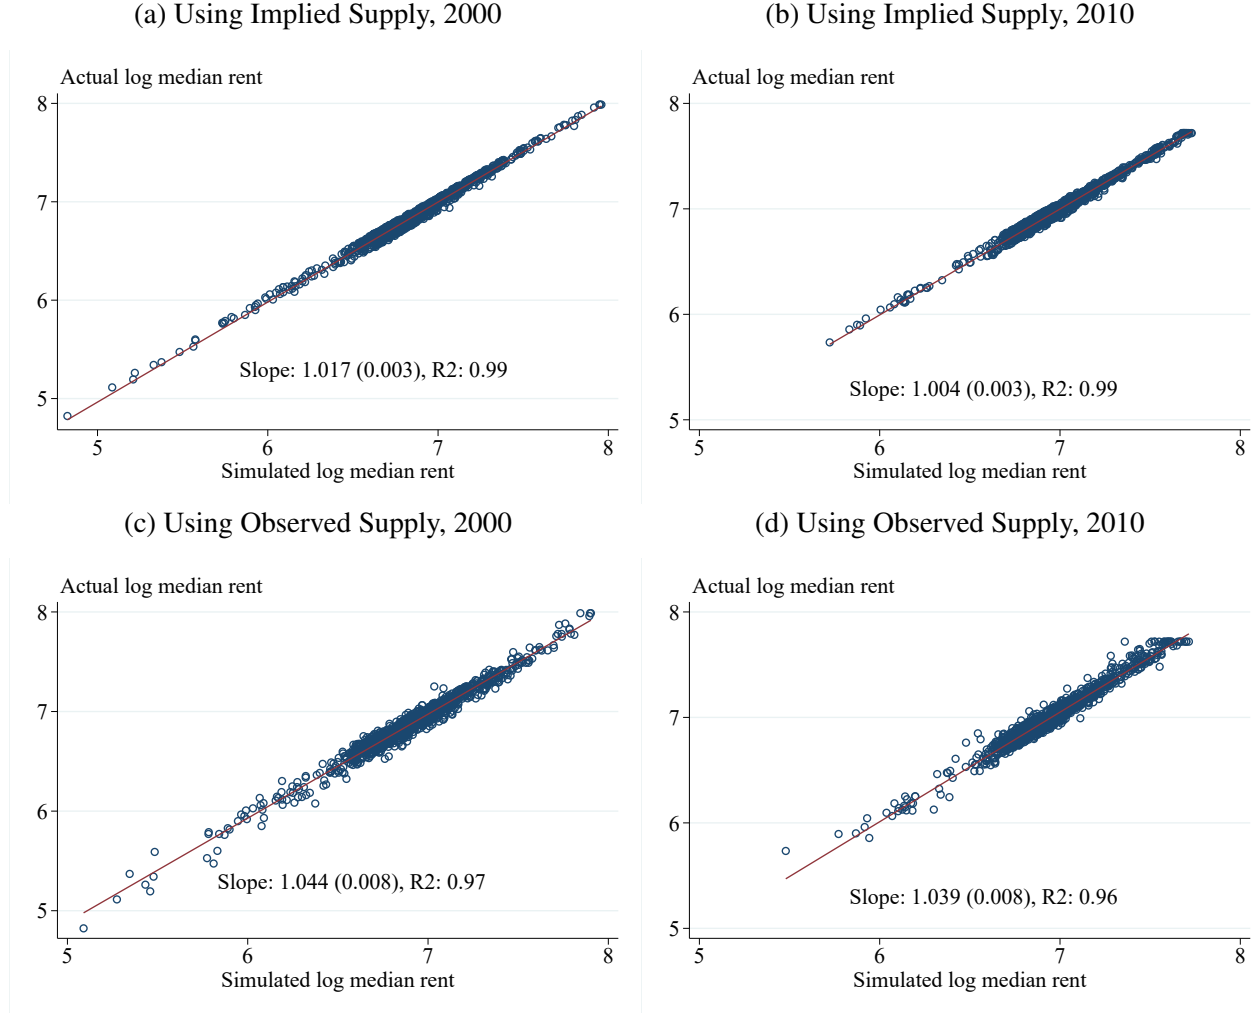 (a) Using Implied Supply, 2000
Actual log median rent
8
7
6
5
Slope: 1.017 (0.003), R2: 0.99
5 6 7 8
Simulated log median rent
(b) Using Implied Supply, 2010
Actual log median rent
8
7
6
5
Slope: 1.004 (0.003), R2: 0.99
5 6 7 8
Simulated log median rent
(c) Using Observed Supply, 2000
Actual log median rent
8
7
6
5
Slope: 1.044 (0.008), R2: 0.97
5 6 7 8
Simulated log median rent
(d) Using Observed Supply, 2010
Actual log median rent
8
7
6
5
Slope: 1.039 (0.008), R2: 0.96
5 6 7 8
Simulated log median rent